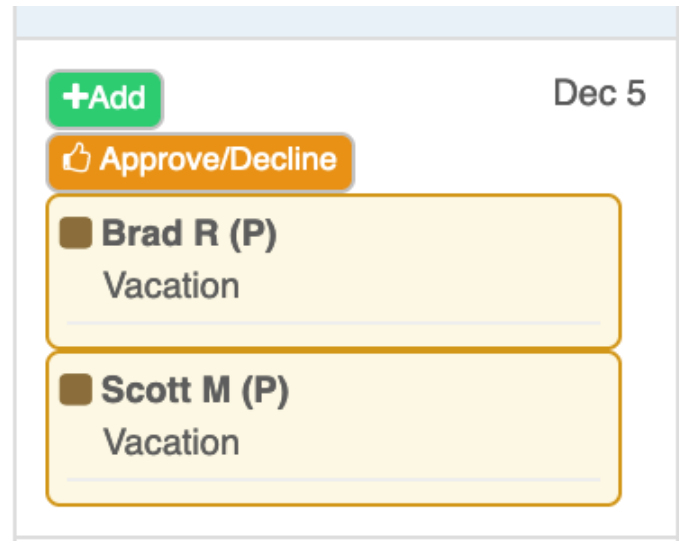 +Add
Dec 5
Approve/Decline
Brad R (P)
Vacation
Scott M (P)
Vacation